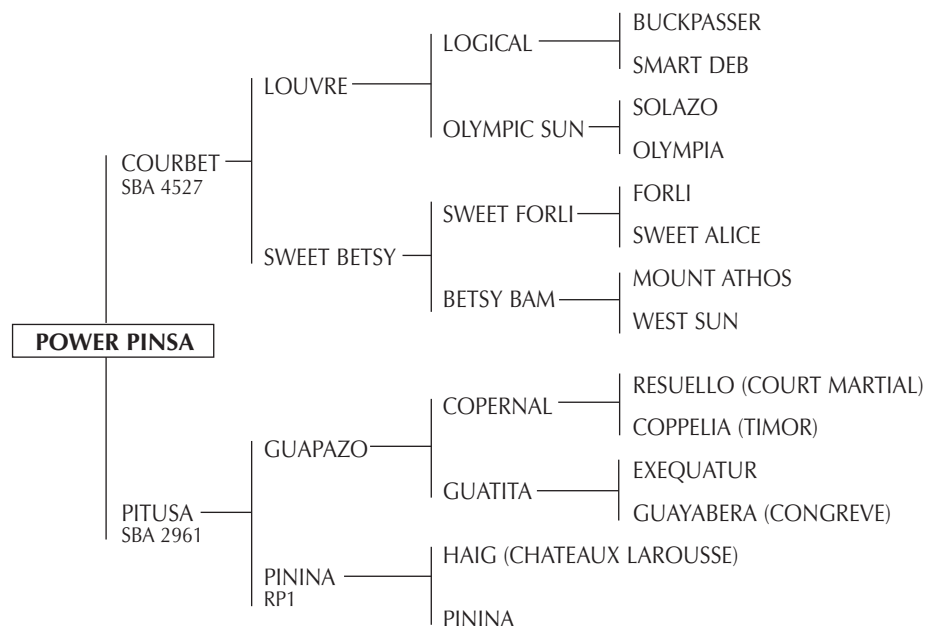 BUCKPASSER
LOGICAL
SMART DEB
LOUVRE
SOLAZO
OLYMPIC SUN
OLYMPIA
COURBET
SBA 4527
FORLI
SWEET FORLI
SWEET ALICE
SWEET BETSY
MOUNT ATHOS
BETSY BAM
WEST SUN
POWER PINSA
RESUELLO (COURT MARTIAL)
COPERNAL
COPPELIA (TIMOR)
GUAPAZO
EXEQUATUR
GUATITA
GUAYABERA (CONGREVE)
PITUSA
SBA 2961
HAIG (CHATEAUX LAROUSSE)
PININA
RP1
PININA